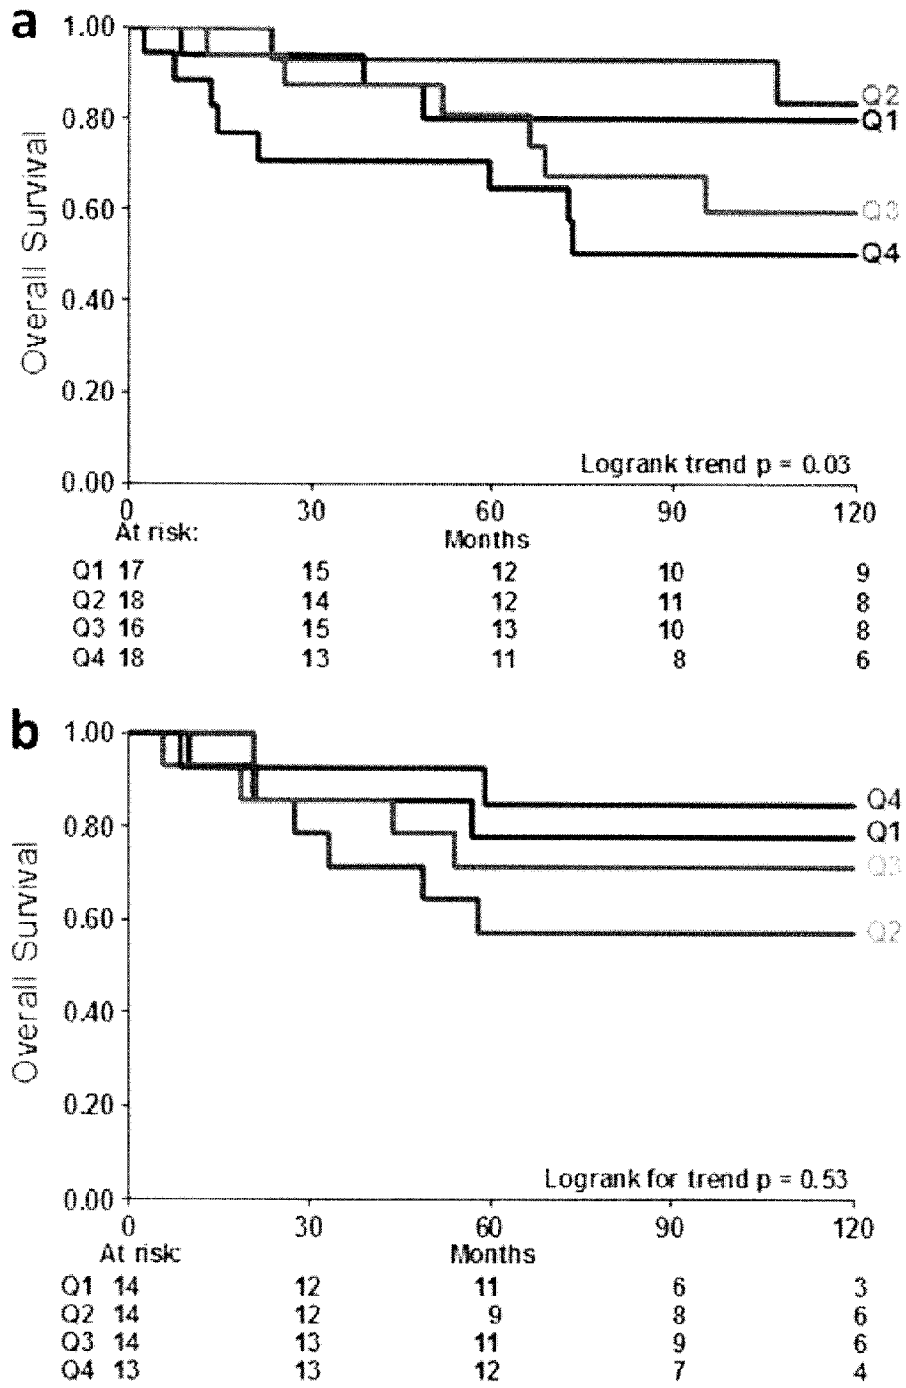 a
1.00
0.80
0.60
0.40
0.20
0.00
Overall Survival
Q2
Q1
Q3
Q4
Logrank trend p = 0.03
0 30 60 90 120
At risk:
Months
Q1 17 15 12 10 9
Q2 18 14 12 11 8
Q3 16 15 13 10 8
Q4 18 13 11 8 6
b
1.00
0.80
0.60
0.40
0.20
0.00
Overall Survival
Q4
Q1
Q3
Q2
Logrank for trend p = 0.53
0 30 60 90 120
At risk:
Months
Q1 14 12 11 6 3
Q2 14 12 9 8 6
Q3 14 13 11 9 6
Q4 13 13 12 7 4